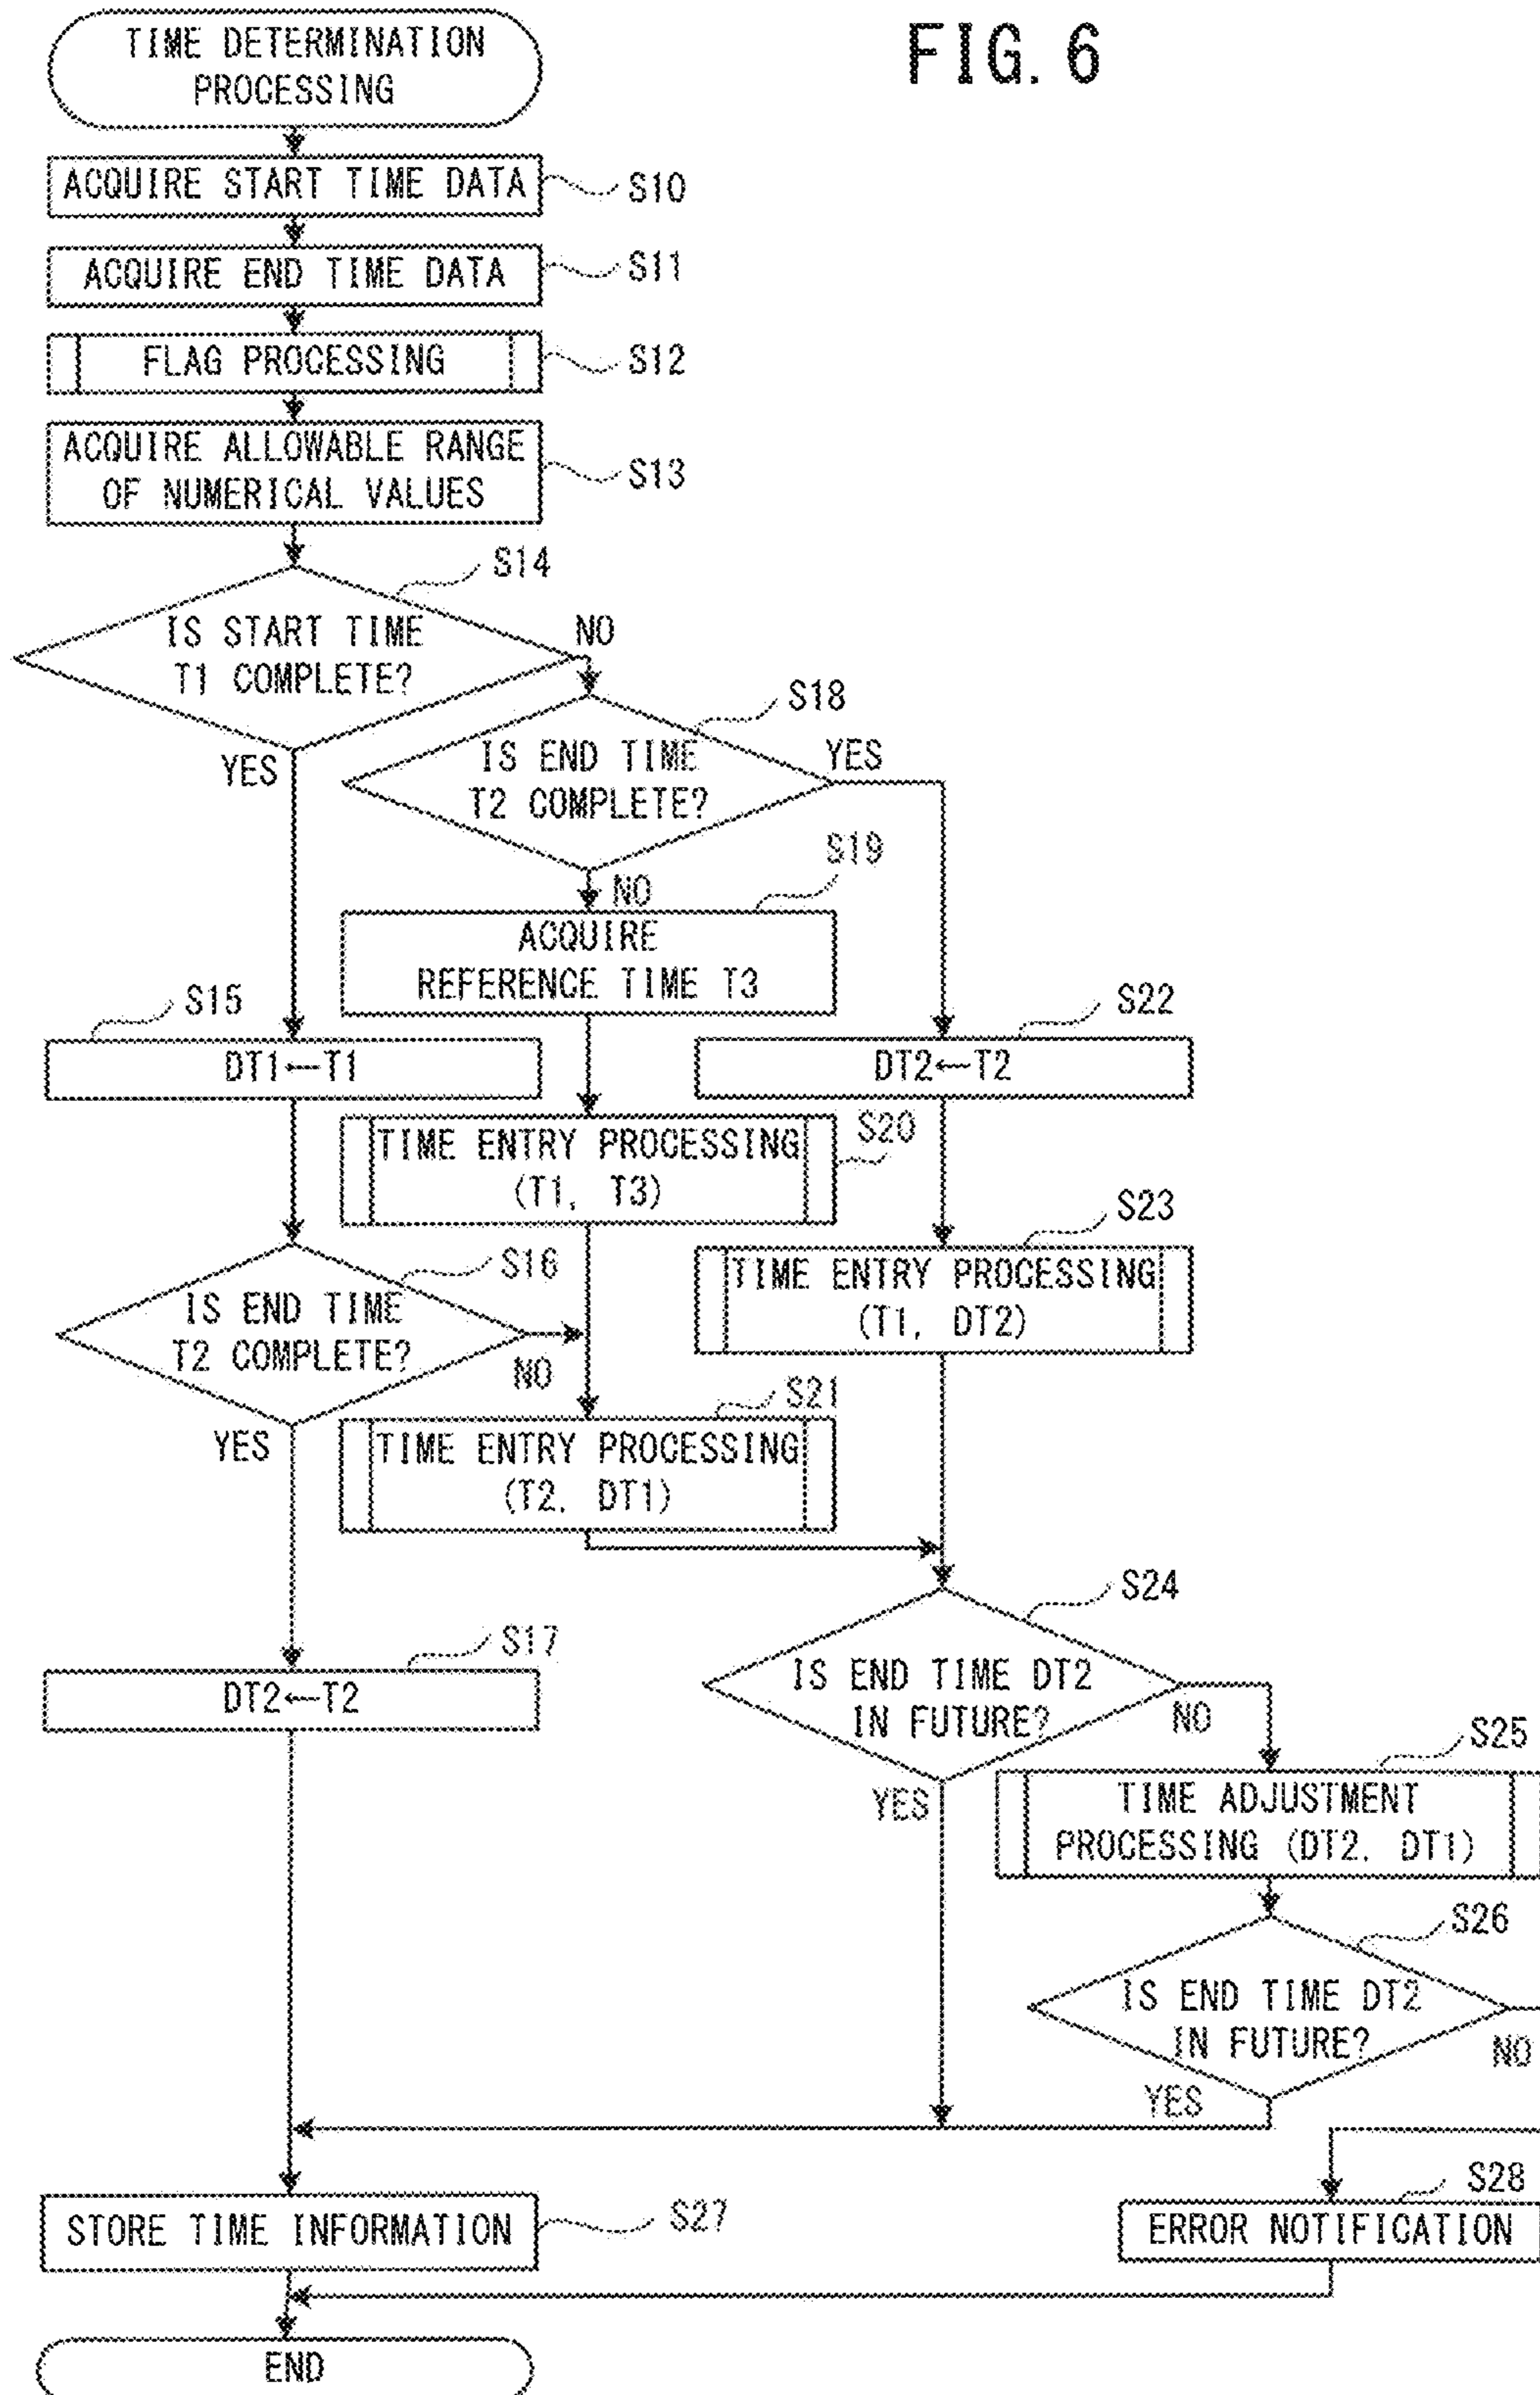 FIG. 6
TIME DETERMINATION
PROCESSING
ACQUIRE START TIME DATA
S10
ACQUIRE END TIME DATA
S11
FLAG PROCESSING
S12
ACQUIRE ALLOWABLE RANGE
OF NUMERICAL VALUES
S13
S14
IS START TIME
T1 COMPLETE?
NO
YES
S18
IS END TIME
T2 COMPLETE?
YES
NO
S19
ACQUIRE
REFERENCE TIME T3
S15
DT1←T1
S22
DT2←T2
TIME ENTRY PROCESSING
(T1, T3)
S20
S23
TIME ENTRY PROCESSING
(T1, DT2)
S16
IS END TIME
T2 COMPLETE?
NO
YES
S21
TIME ENTRY PROCESSING
(T2, DT1)
S24
IS END TIME DT2
IN FUTURE?
NO
YES
S17
DT2←T2
S25
TIME ADJUSTMENT
PROCESSING (DT2, DT1)
S26
IS END TIME DT2
IN FUTURE?
NO
YES
STORE TIME INFORMATION
S27
S28
ERROR NOTIFICATION
END